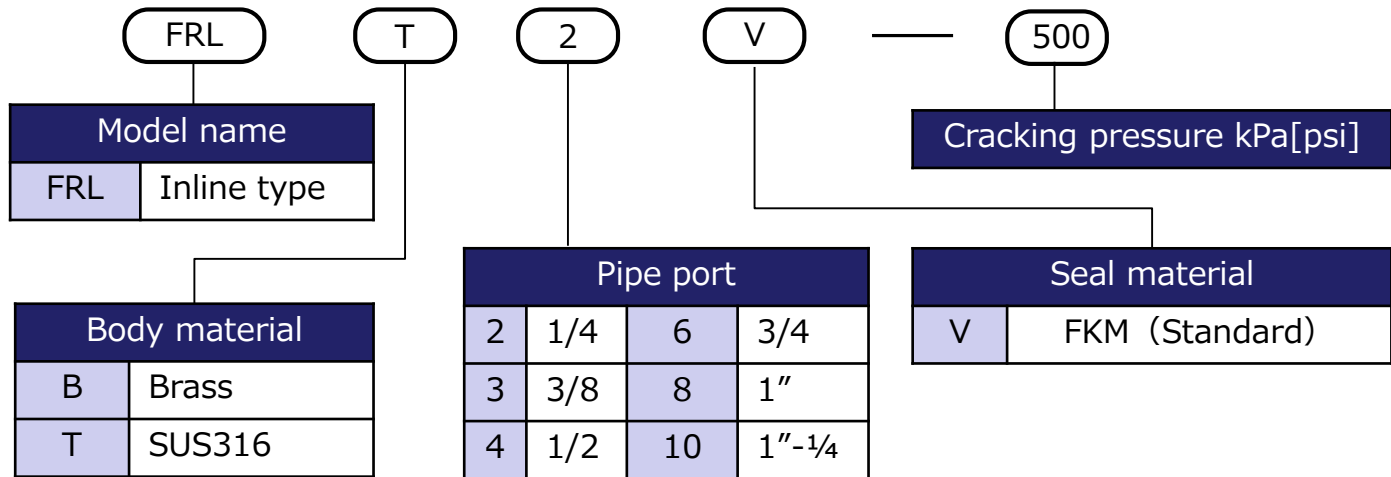 FRL T 2 V — 500
Model name
FRL Inline type
Cracking pressure kPa[psi]
Body material
B Brass
T SUS316
Pipe port
2 1/4 6 3/4
3 3/8 8 1″
4 1/2 10 1″-¼
Seal material
V FKM（Standard）